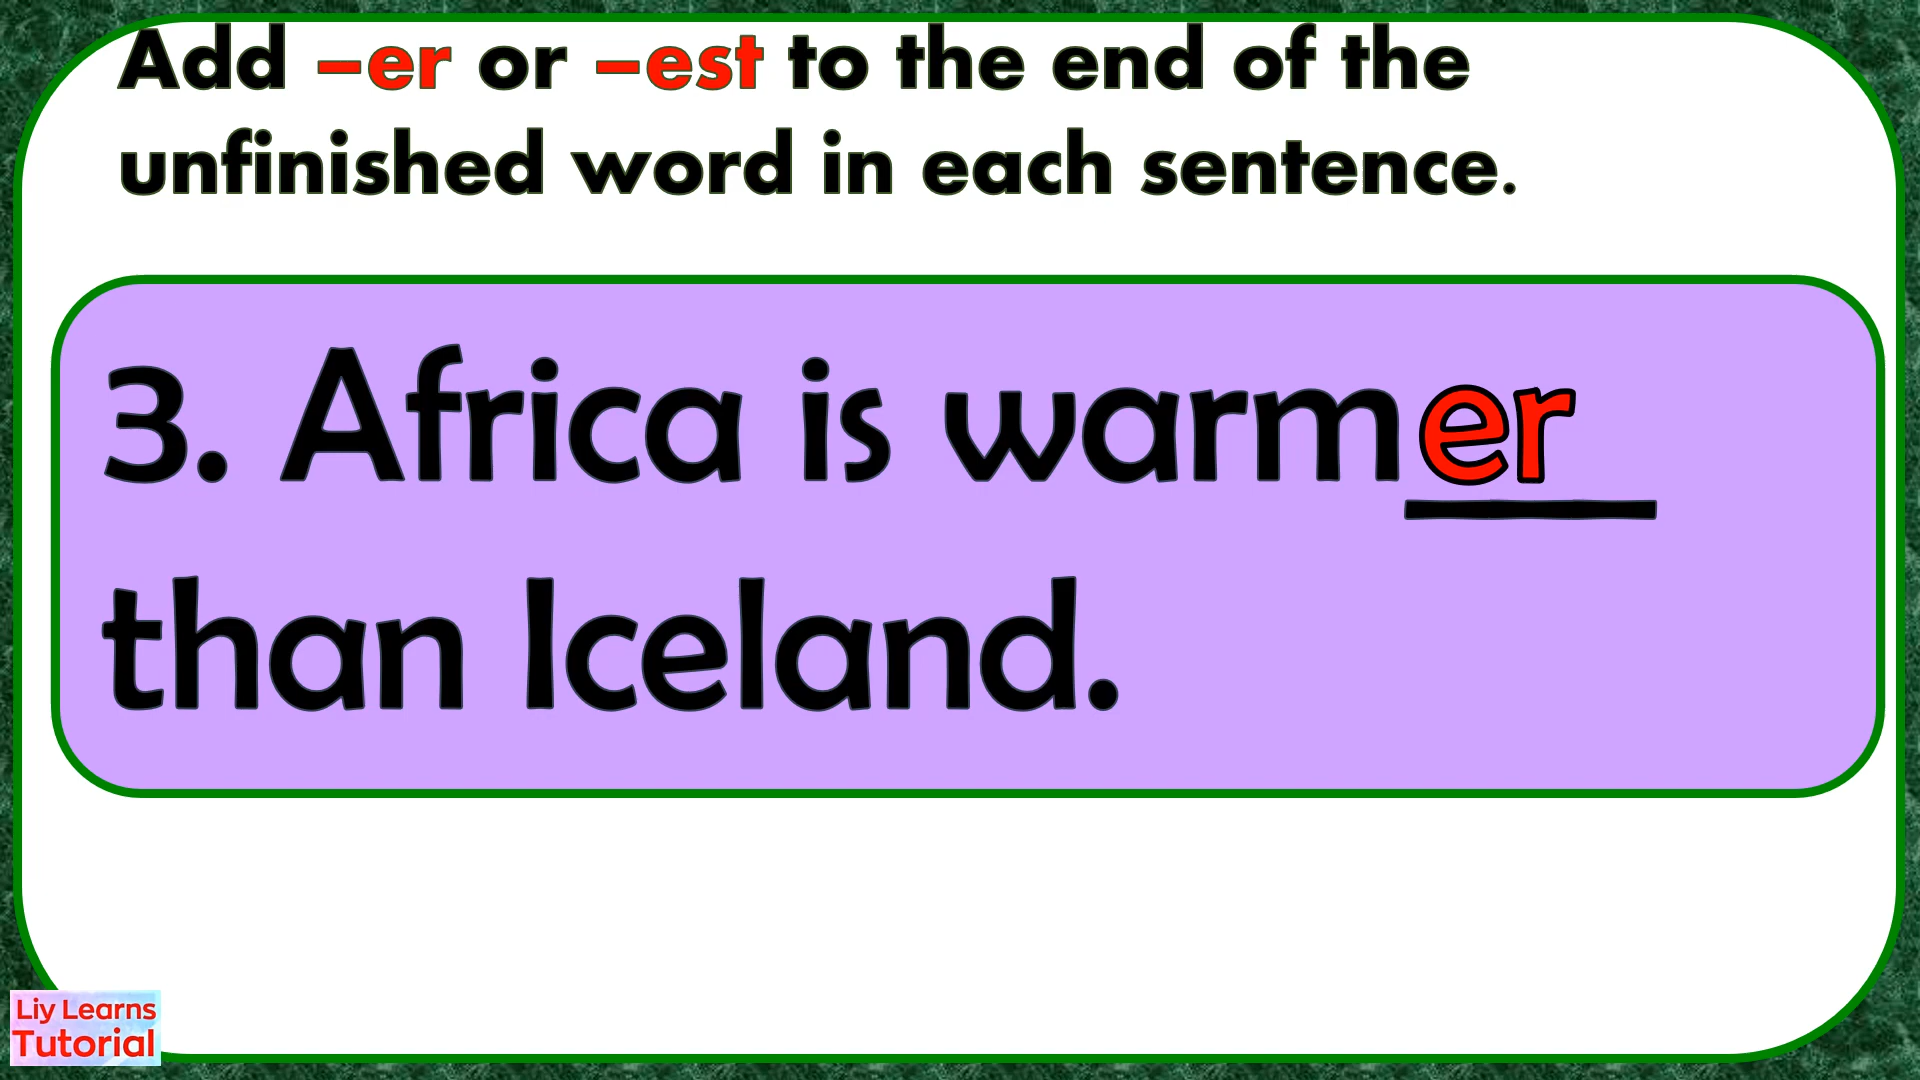 Add –er or –est to the end of the
unfinished word in each sentence.
3. Africa is warmer
than Iceland.
Liy Learns
Tutorial